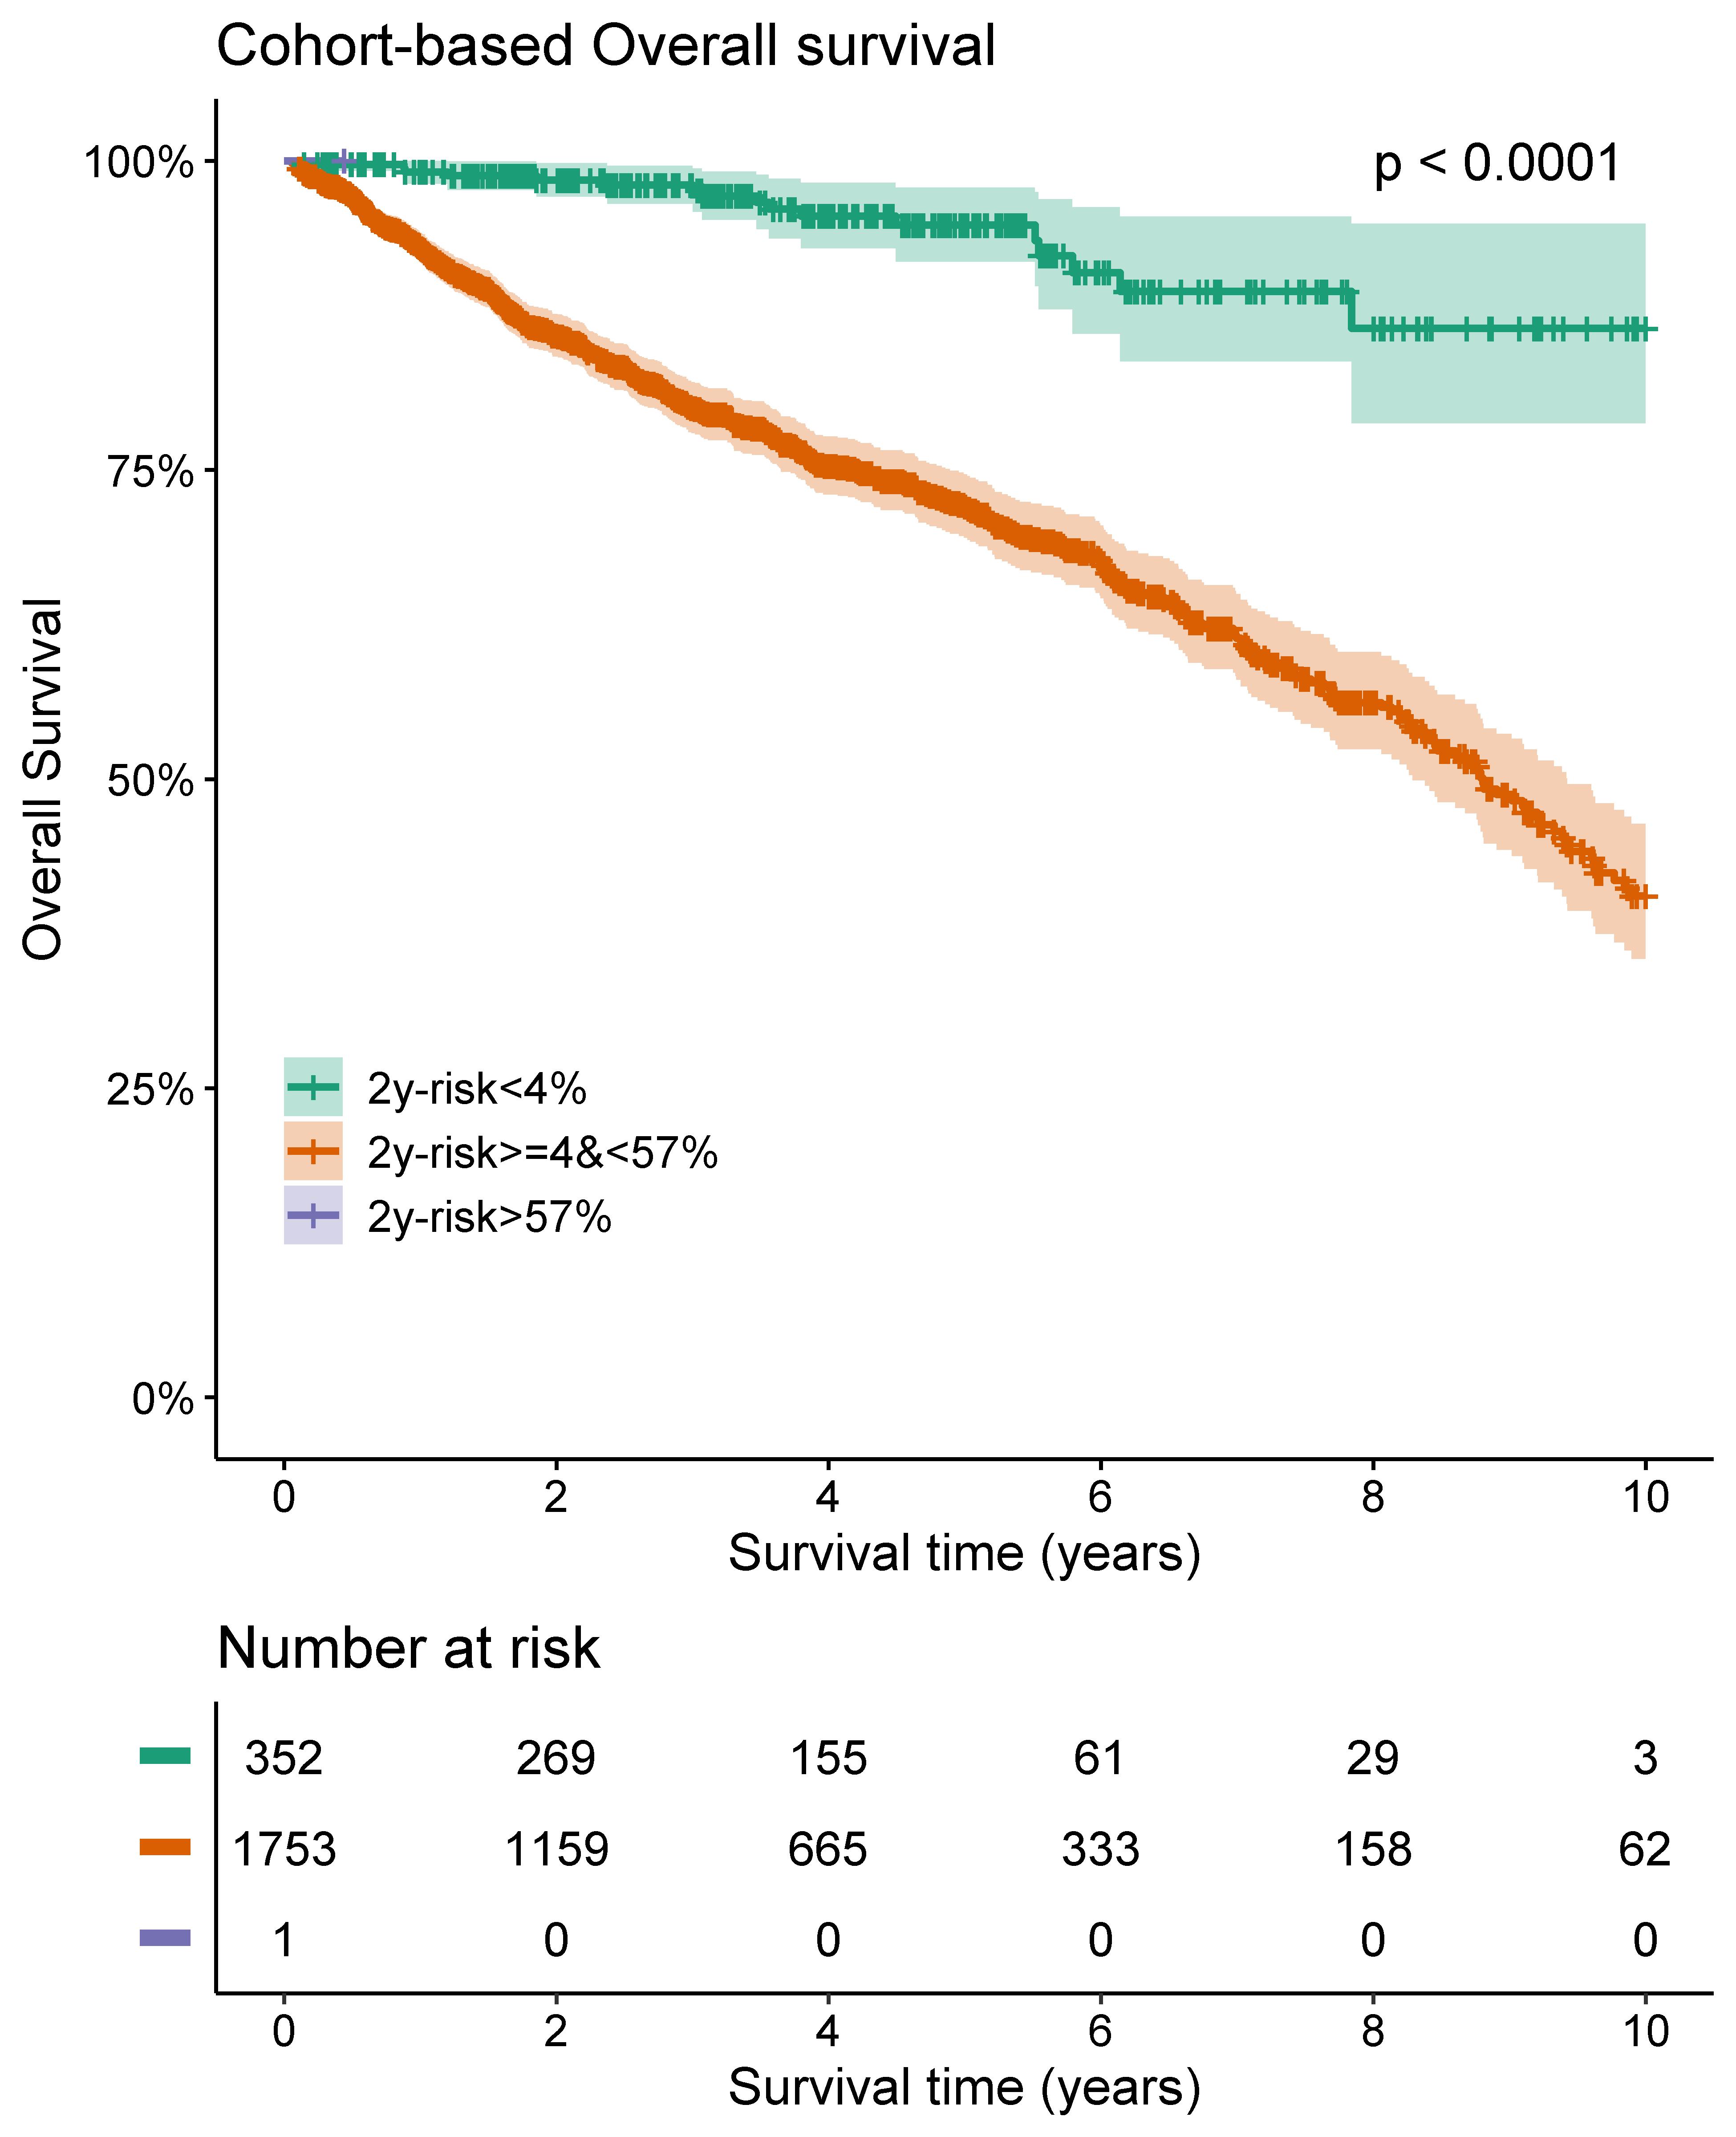 Cohort-based Overall survival
p < 0.0001
100%
75%
50%
25%
0%
Overall Survival
2y-risk<4%
2y-risk>=4&<57%
2y-risk>57%
0 2 4 6 8 10
Survival time (years)
Number at risk
352 269 155 61 29 3
1753 1159 665 333 158 62
1 0 0 0 0 0
0 2 4 6 8 10
Survival time (years)